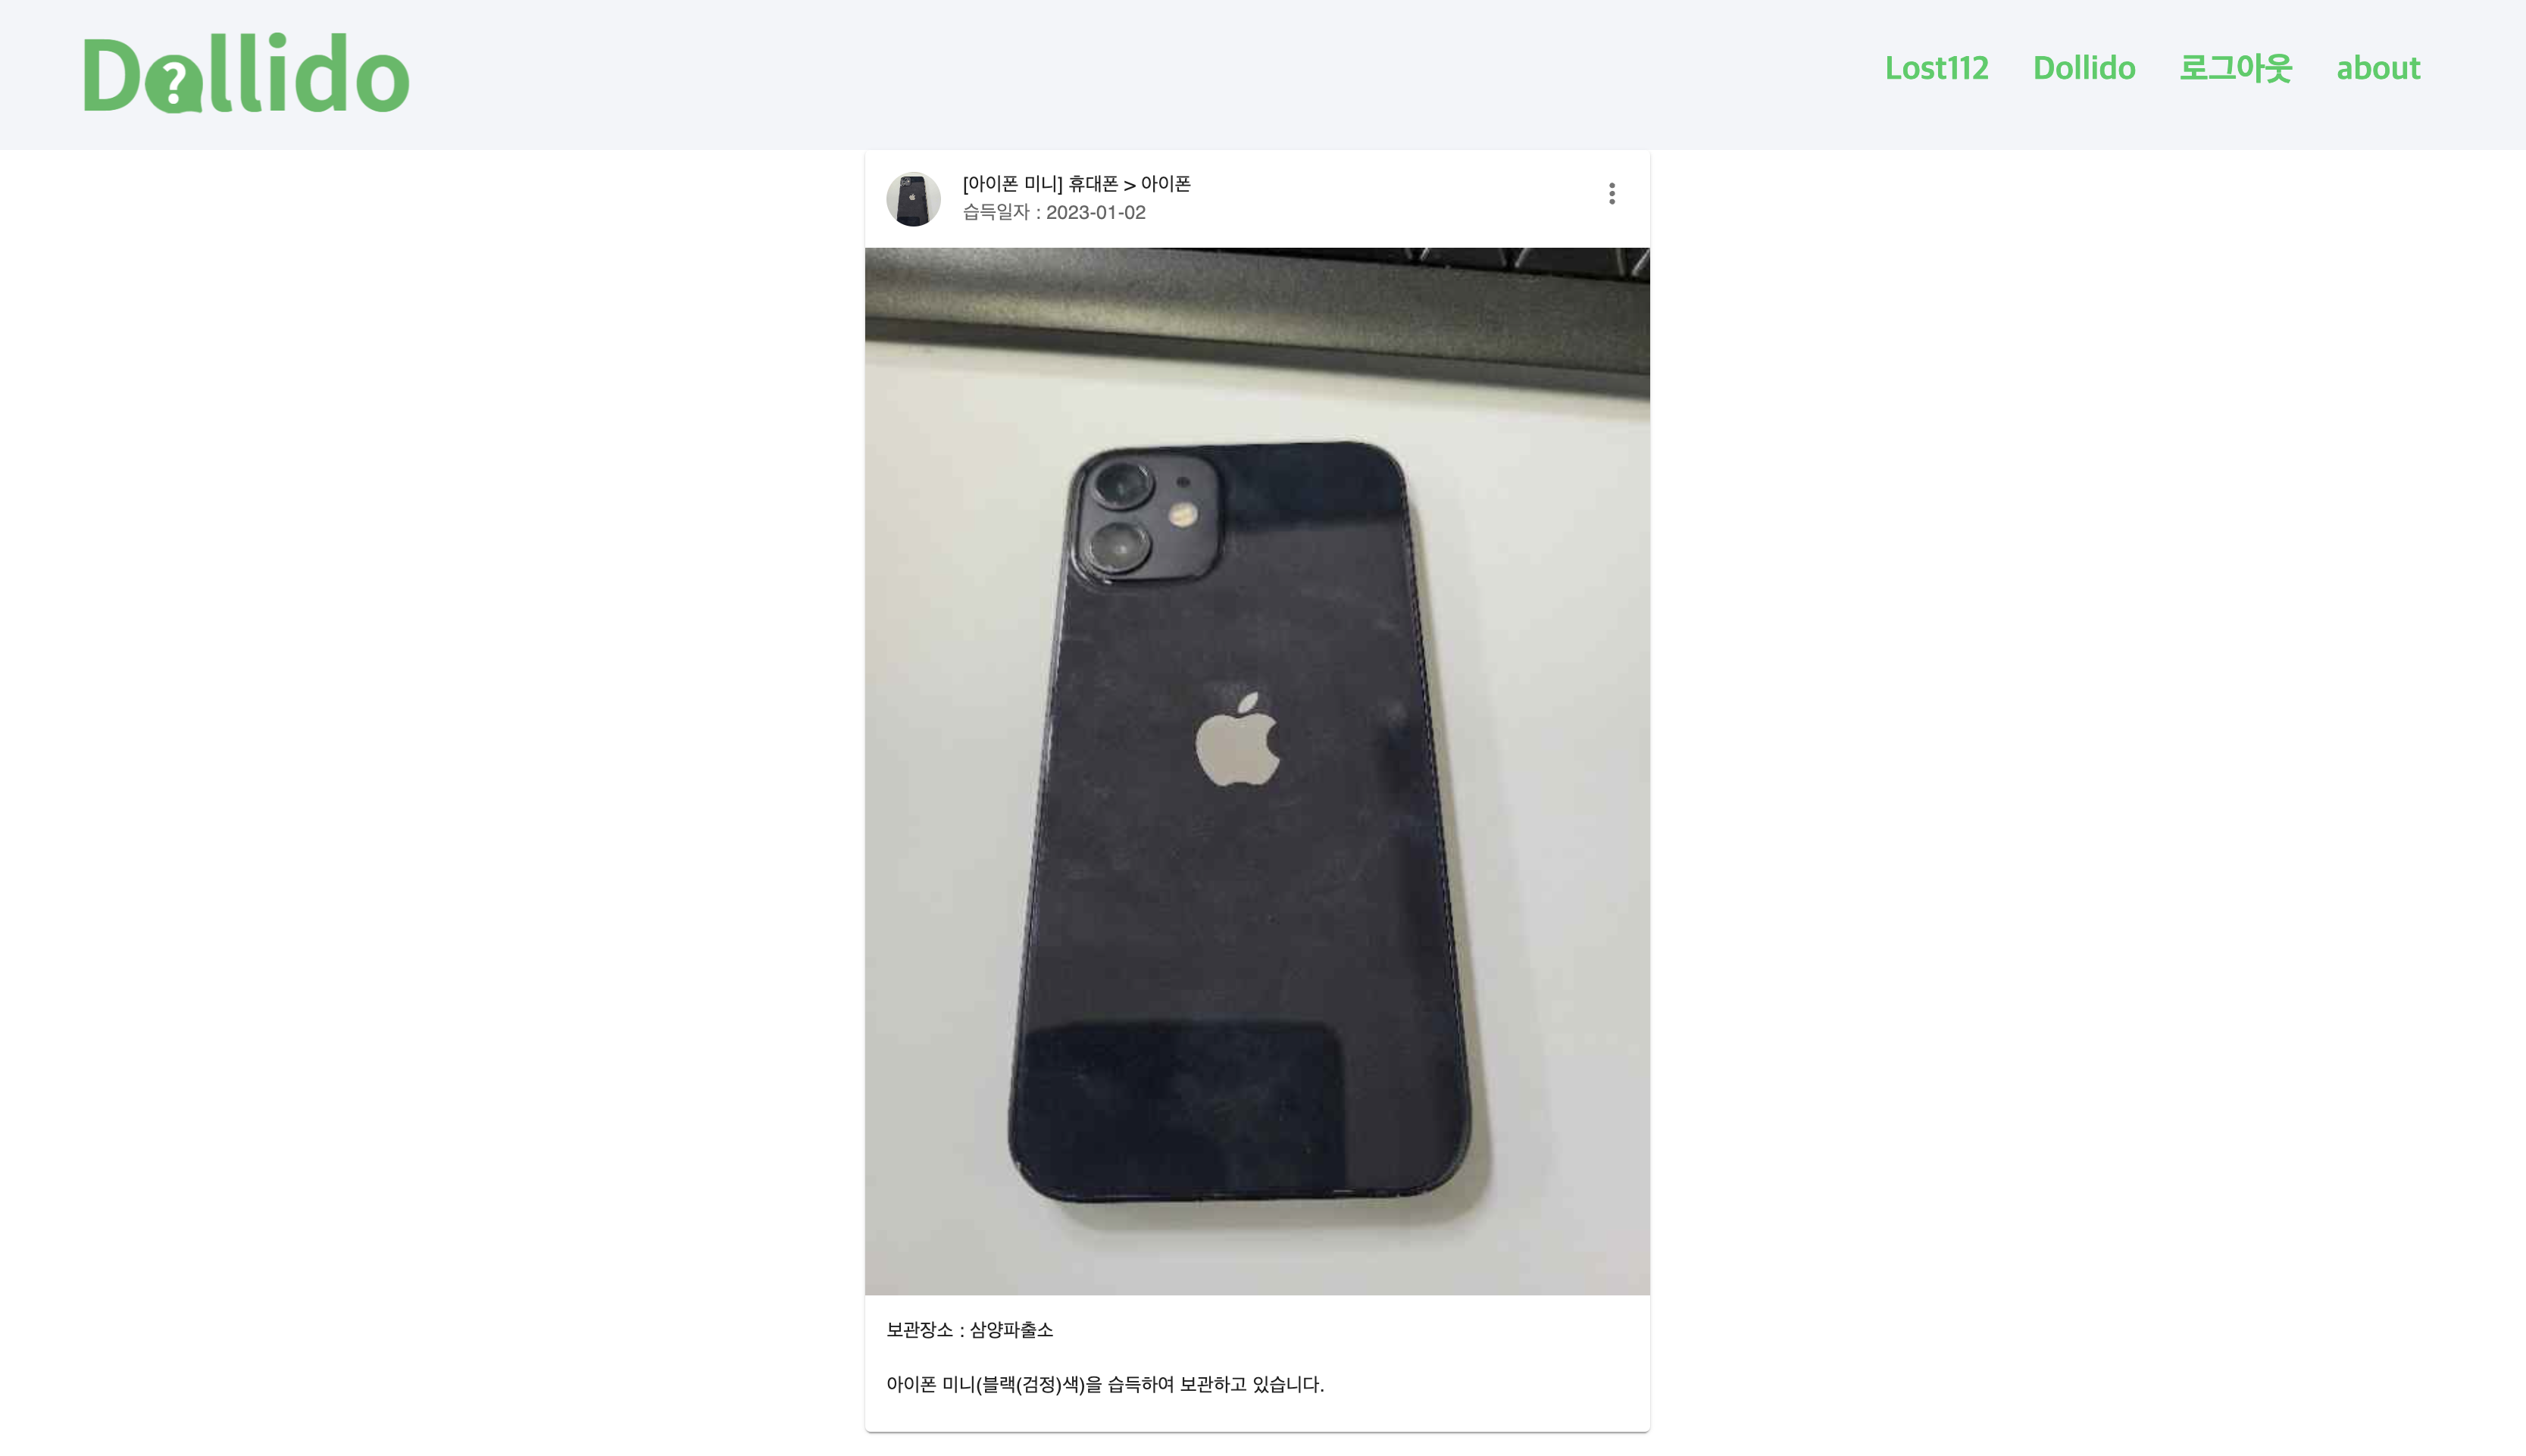 Dollido
Lost112 Dollido 로그아웃 about
[아이폰 미니] 휴대폰 > 아이폰
습득일자 : 2023-01-02
보관장소 : 삼양파출소
아이폰 미니(블랙(검정)색)을 습득하여 보관하고 있습니다.